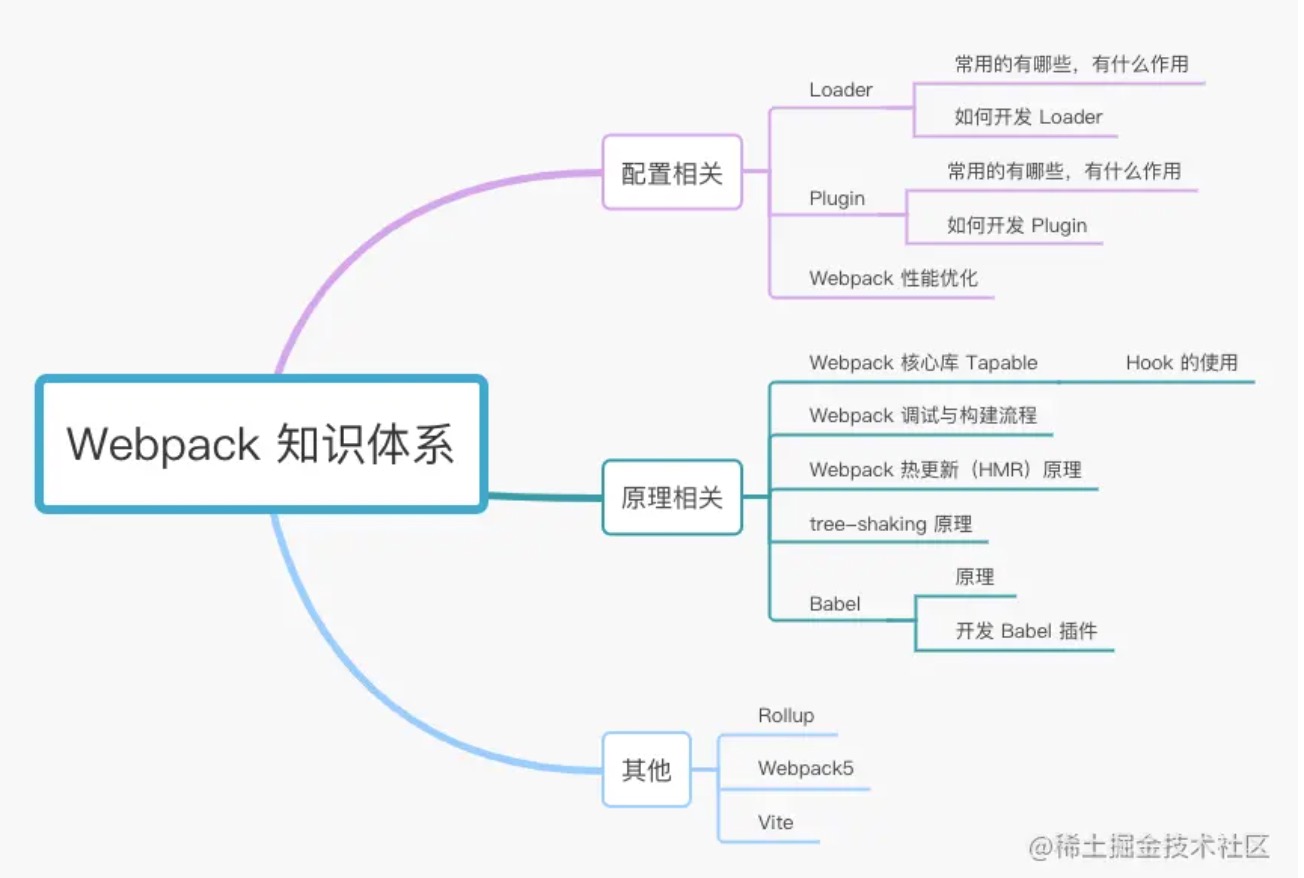 Webpack 知识体系
配置相关
Loader
常用的有哪些，有什么作用
如何开发 Loader
Plugin
常用的有哪些，有什么作用
如何开发 Plugin
Webpack 性能优化
原理相关
Webpack 核心库 Tapable
Hook 的使用
Webpack 调试与构建流程
Webpack 热更新（HMR）原理
tree-shaking 原理
Babel
原理
开发 Babel 插件
其他
Rollup
Webpack5
Vite
@稀土掘金技术社区